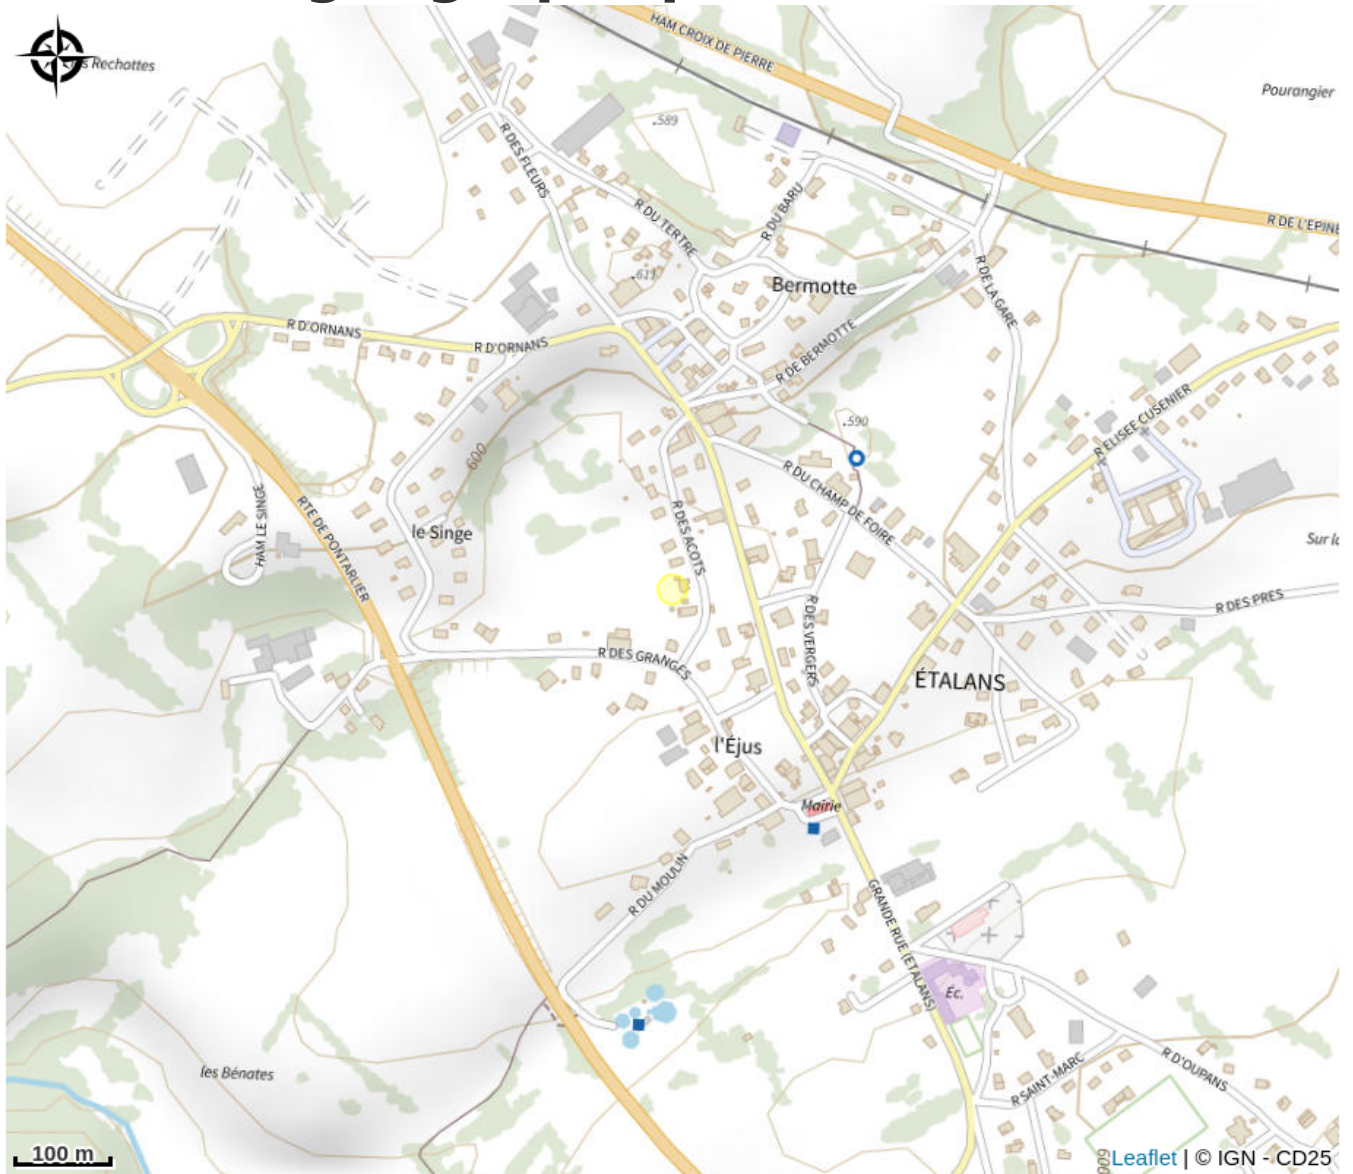 HAM CROIX DE PIERRE
Les Rechottes
Pourangier
.589
R DES FLEURS
R DU BARU
R DU TERTRE
R DE L'EPINE
.611
Bermotte
R DE LA GARE
R D'ORNANS
R D'ORNANS
R DE BERMOTTE
R ELISEE CUSENIER
.590
600
R DU CHAMP DE FOIRE
HAM LE SINGE
RTE DE PONTARLIER
le Singe
R DES ACOTS
Sur la
R DES PRES
R DES VERGERS
R DES GRANGES
ÉTALANS
l'Éjus
Mairie
R DU MOULIN
GRANDE RUE (ETALANS)
Éc.
les Bénates
R SAINT-MARC
R D'OUPANS
600
100 m
Leaflet | © IGN - CD25